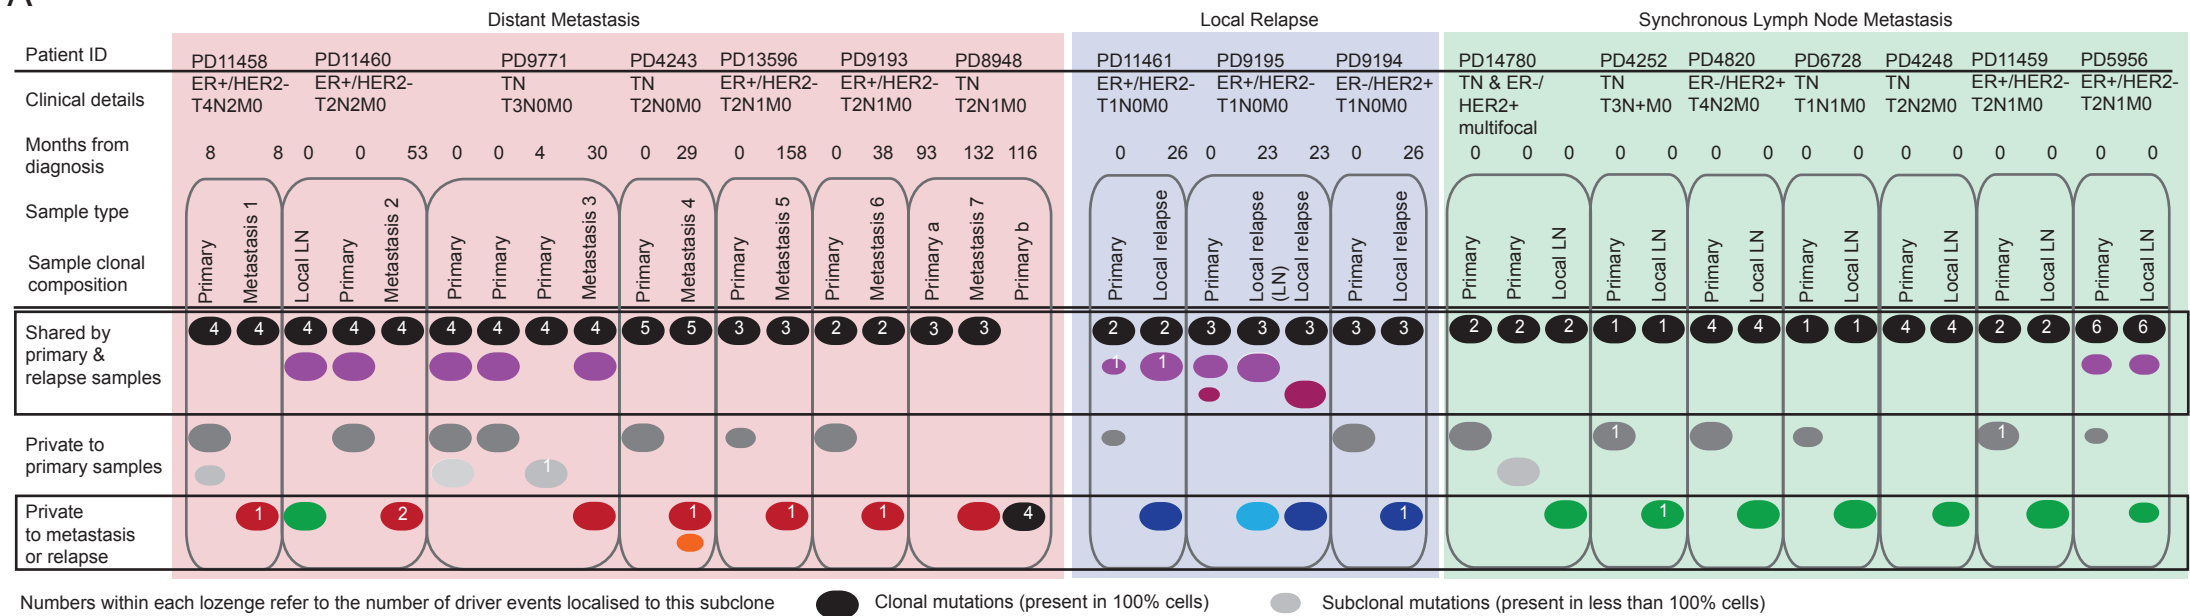 A
Distant Metastasis Local Relapse Synchronous Lymph Node Metastasis
Patient ID PD11458 PD11460 PD9771 PD4243 PD13596 PD9193 PD8948 PD11461 PD9195 PD9194 PD14780 PD4252 PD4820 PD6728 PD4248 PD11459 PD5956
Clinical details ER+/HER2- ER+/HER2- TN TN ER+/HER2- ER+/HER2- TN ER+/HER2- ER+/HER2- ER-/HER2+ TN & ER-/ TN ER-/HER2+ TN TN ER+/HER2- ER+/HER2-
T4N2M0 T2N2M0 T3N0M0 T2N0M0 T2N1M0 T2N1M0 T2N1M0 T1N0M0 T1N0M0 T1N0M0 HER2+ T3N+M0 T4N2M0 T1N1M0 T2N2M0 T2N1M0 T2N1M0
multifocal
Months from
diagnosis
8 8 0 0 53 0 0 4 30 0 29 0 158 0 38 93 132 116 0 26 0 23 23 0 26 0 0 0 0 0 0 0 0 0 0 0 0 0 0 0
Sample type
Sample clonal
composition
Primary
Metastasis 1
Local LN
Primary
Metastasis 2
Primary
Primary
Primary
Metastasis 3
Primary
Metastasis 4
Primary
Metastasis 5
Primary
Metastasis 6
Primary a
Metastasis 7
Primary b
Primary
Local relapse
Primary
Local relapse
(LN)
Local relapse
Primary
Local relapse
Primary
Primary
Local LN
Primary
Local LN
Primary
Local LN
Primary
Local LN
Primary
Local LN
Primary
Local LN
Primary
Local LN
Shared by
primary &
relapse samples
4 4 4 4 4 4 4 4 4 5 5 3 3 2 2 3 3 2 2 3 3 3 3 3 2 2 2 1 1 4 4 1 1 4 4 2 2 6 6
1 1
Private to
primary samples
1 1
1
Private
to metastasis
or relapse
1 2 1 1 1 4 1 1
Numbers within each lozenge refer to the number of driver events localised to this subclone Clonal mutations (present in 100% cells) Subclonal mutations (present in less than 100% cells)